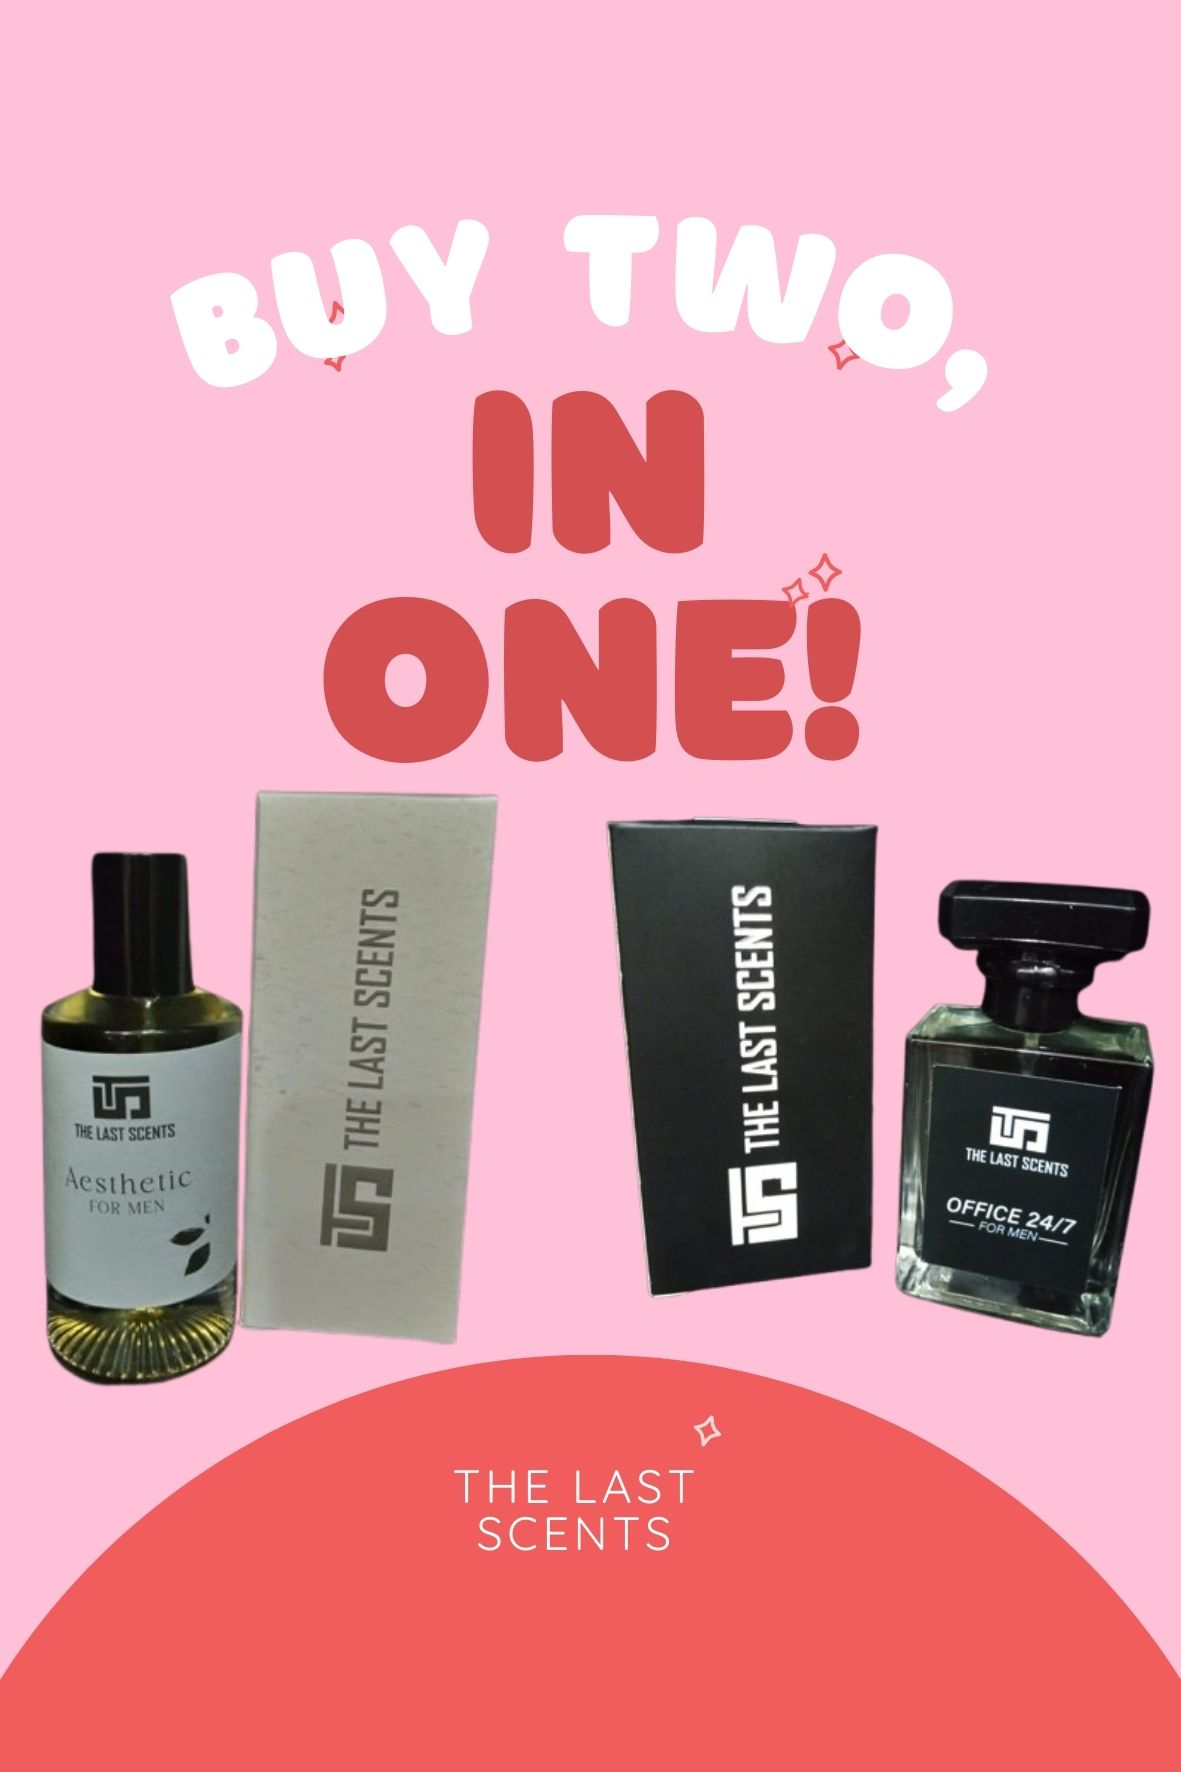 BUY TWO,
IN
ONE!
THE LAST SCENTS
THE LAST SCENTS
THE LAST SCENTS
Aesthetic
FOR MEN
THE LAST SCENTS
OFFICE 24/7
FOR MEN
THE LAST
SCENTS